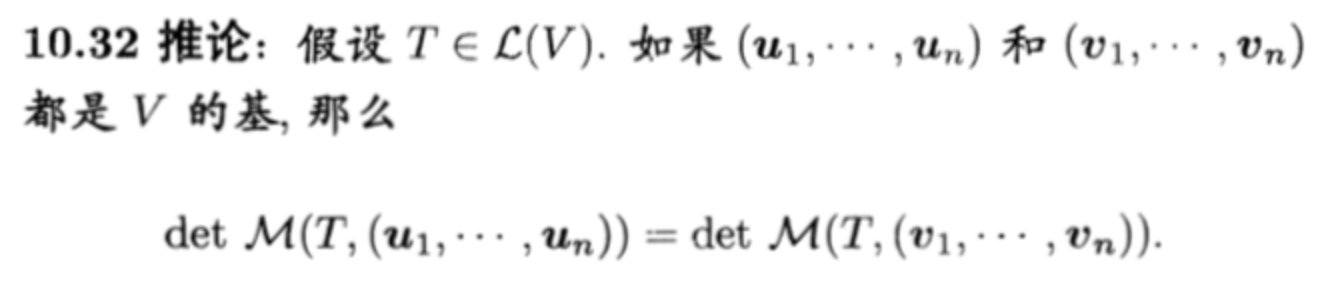 10.32 推论: 假设 T ∈ ℒ(V). 如果 (u₁, ⋯ , uₙ) 和 (v₁, ⋯ , vₙ)
都是 V 的基, 那么
det ℳ(T, (u₁, ⋯ , uₙ)) = det ℳ(T, (v₁, ⋯ , vₙ)).